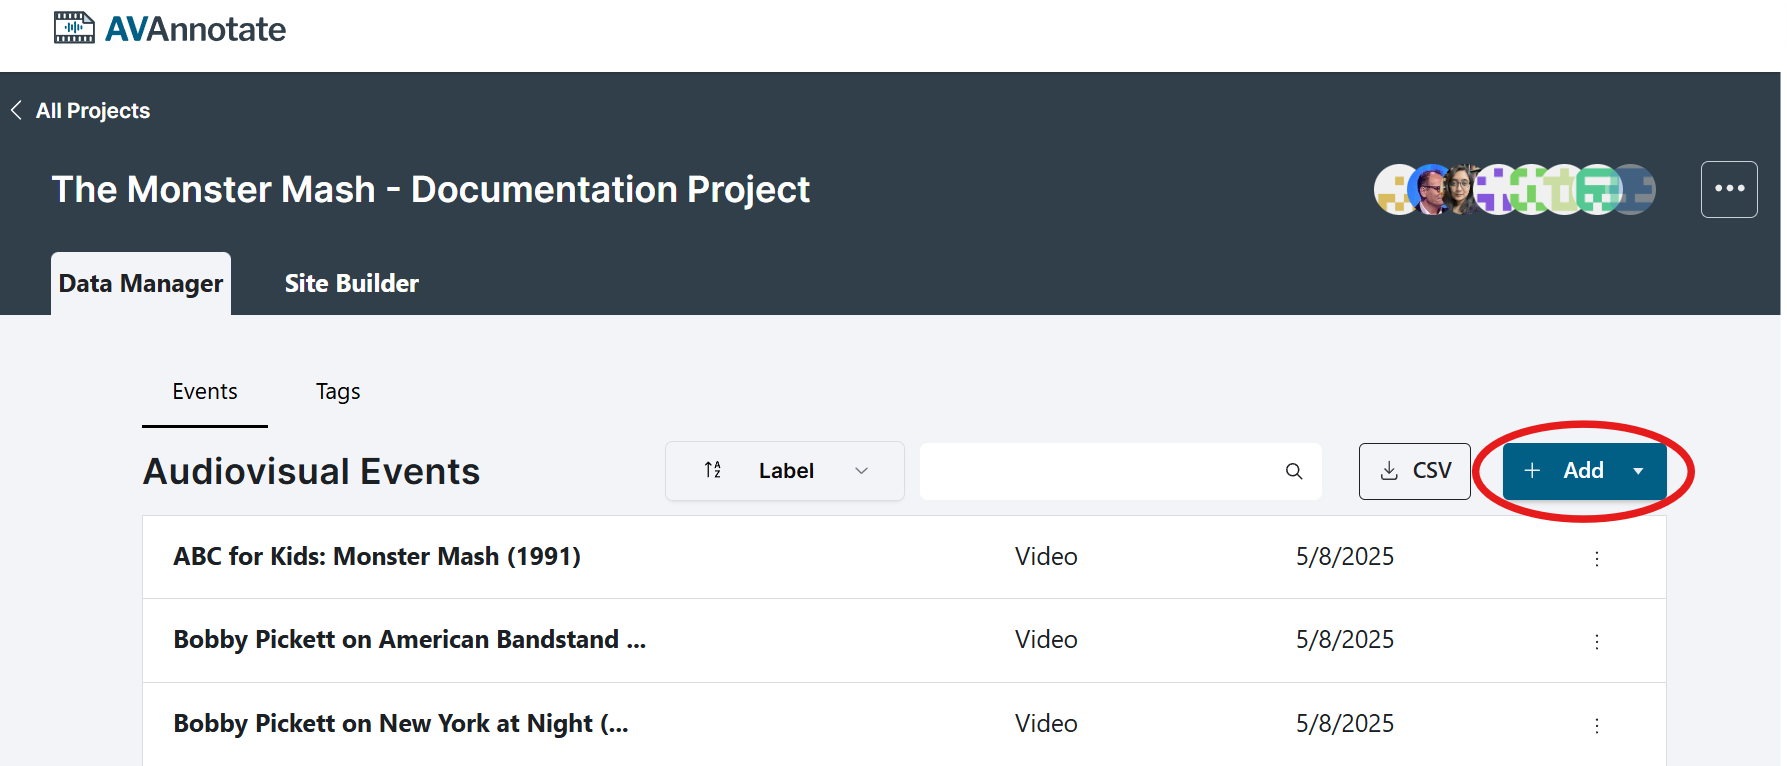 AVAnnotate
All Projects
The Monster Mash - Documentation Project
Data Manager Site Builder
Events Tags
Audiovisual Events Label CSV + Add
ABC for Kids: Monster Mash (1991) Video 5/8/2025
Bobby Pickett on American Bandstand ... Video 5/8/2025
Bobby Pickett on New York at Night (... Video 5/8/2025